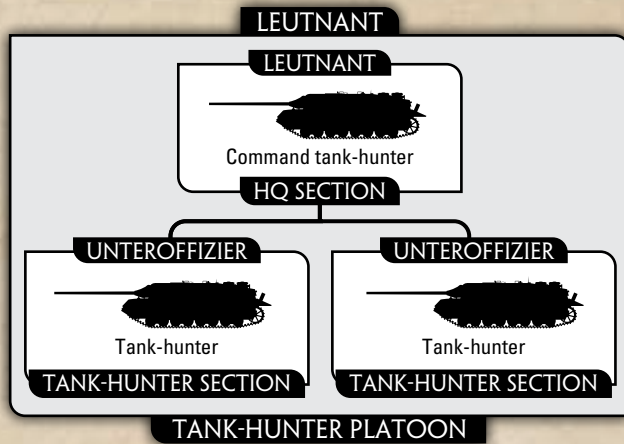 LEUTNANT
LEUTNANT
Command tank-hunter
HQ SECTION
UNTEROFFIZIER
Tank-hunter
TANK-HUNTER SECTION
UNTEROFFIZIER
Tank-hunter
TANK-HUNTER SECTION
TANK-HUNTER PLATOON